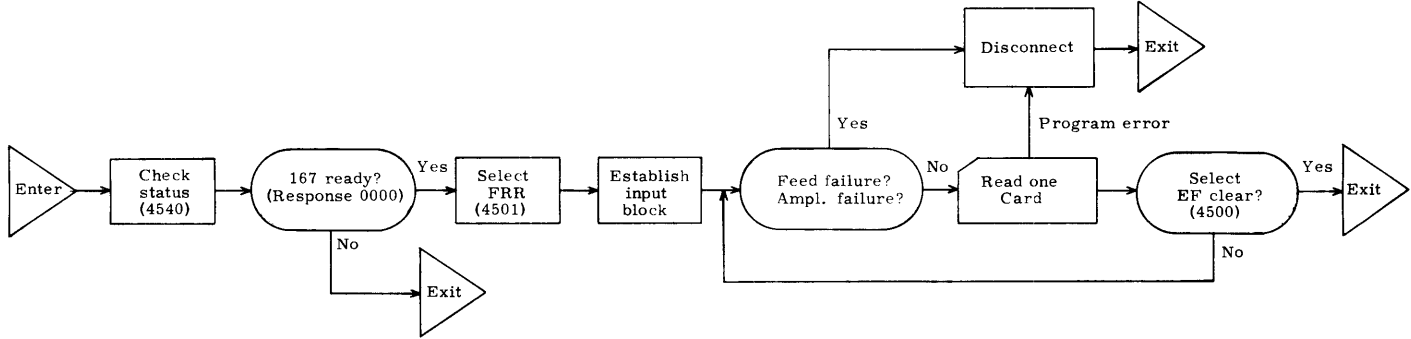 Disconnect
Exit
Yes
Program error
Enter
Check
status
(4540)
167 ready?
(Response 0000)
Yes
Select
FRR
(4501)
Establish
input
block
Feed failure?
Ampl. failure?
No
Read one
Card
Select
EF clear?
(4500)
Yes
Exit
No
Exit
No